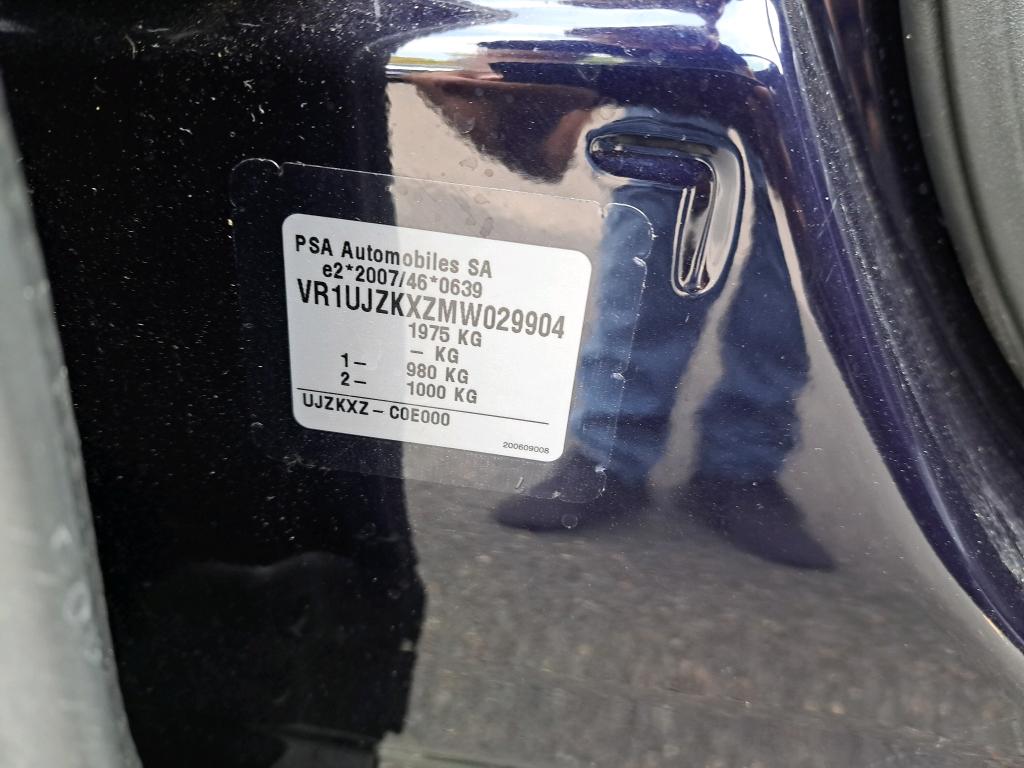 PSA Automobiles SA
e2*2007/46*0639
VR1UJZKXZMW029904
1975 KG
– KG
1– 980 KG
2– 1000 KG
UJZKXZ – C0E000
200609008